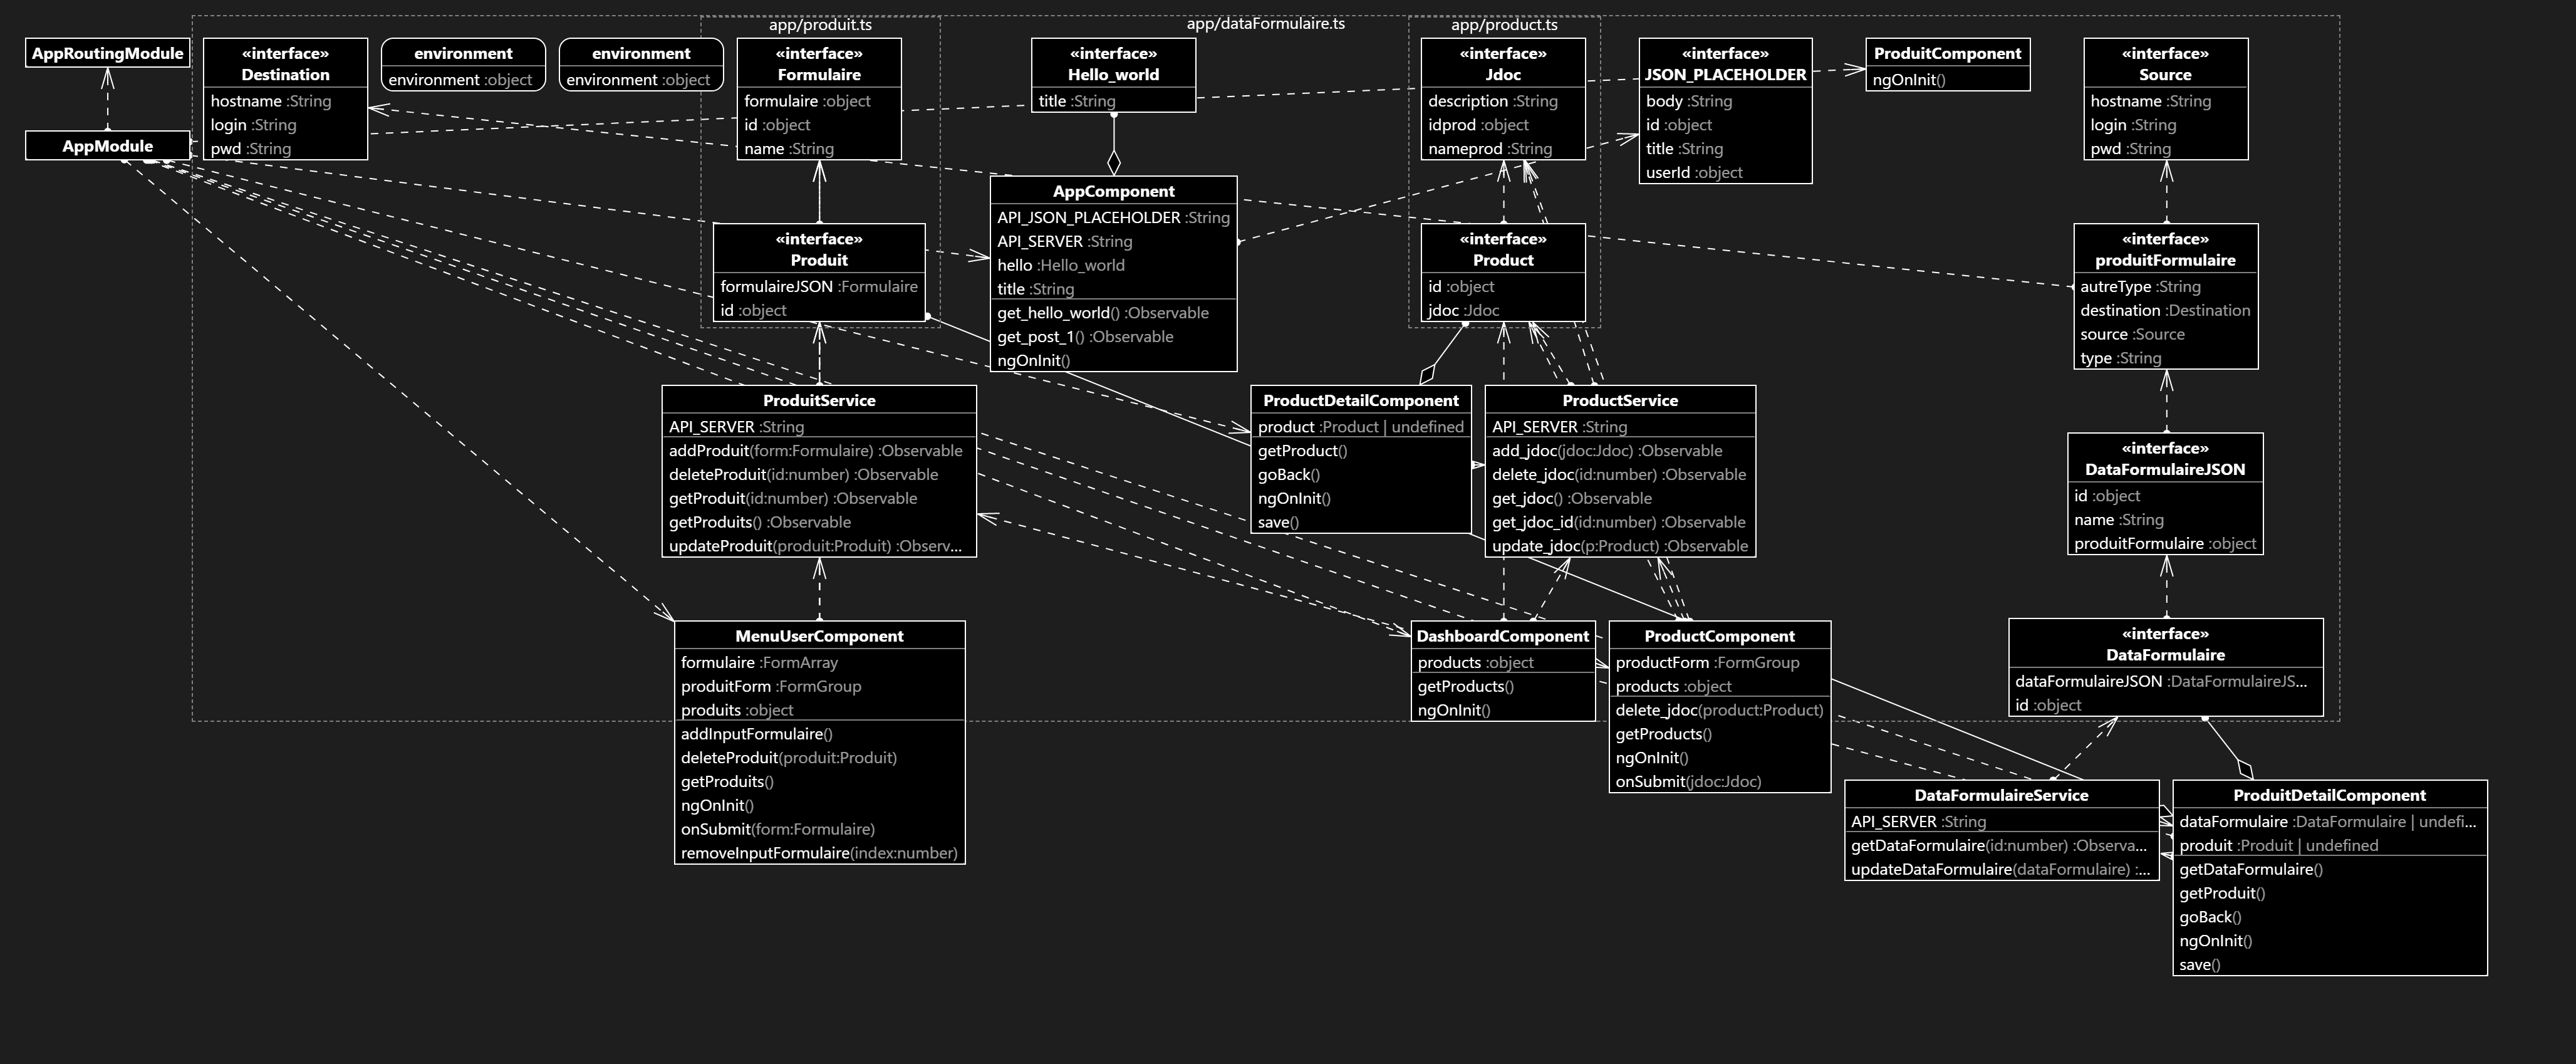 app/dataFormulaire.ts
app/produit.ts
app/product.ts
AppRoutingModule
AppModule
«interface»
Destination
hostname :String
login :String
pwd :String
environment
environment :object
environment
environment :object
«interface»
Formulaire
formulaire :object
id :object
name :String
«interface»
Hello_world
title :String
«interface»
Jdoc
description :String
idprod :object
nameprod :String
«interface»
JSON_PLACEHOLDER
body :String
id :object
title :String
userId :object
ProduitComponent
ngOnInit()
«interface»
Source
hostname :String
login :String
pwd :String
«interface»
Produit
formulaireJSON :Formulaire
id :object
AppComponent
API_JSON_PLACEHOLDER :String
API_SERVER :String
hello :Hello_world
title :String
get_hello_world() :Observable
get_post_1() :Observable
ngOnInit()
«interface»
Product
id :object
jdoc :Jdoc
«interface»
produitFormulaire
autreType :String
destination :Destination
source :Source
type :String
ProduitService
API_SERVER :String
addProduit(form:Formulaire) :Observable
deleteProduit(id:number) :Observable
getProduit(id:number) :Observable
getProduits() :Observable
updateProduit(produit:Produit) :Observ...
ProductDetailComponent
product :Product | undefined
getProduct()
goBack()
ngOnInit()
save()
ProductService
API_SERVER :String
add_jdoc(jdoc:Jdoc) :Observable
delete_jdoc(id:number) :Observable
get_jdoc() :Observable
get_jdoc_id(id:number) :Observable
update_jdoc(p:Product) :Observable
«interface»
DataFormulaireJSON
id :object
name :String
produitFormulaire :object
MenuUserComponent
formulaire :FormArray
produitForm :FormGroup
produits :object
addInputFormulaire()
deleteProduit(produit:Produit)
getProduits()
ngOnInit()
onSubmit(form:Formulaire)
removeInputFormulaire(index:number)
DashboardComponent
products :object
getProducts()
ngOnInit()
ProductComponent
productForm :FormGroup
products :object
delete_jdoc(product:Product)
getProducts()
ngOnInit()
onSubmit(jdoc:Jdoc)
«interface»
DataFormulaire
dataFormulaireJSON :DataFormulaireJS...
id :object
DataFormulaireService
API_SERVER :String
getDataFormulaire(id:number) :Observa...
updateDataFormulaire(dataFormulaire) :...
ProduitDetailComponent
dataFormulaire :DataFormulaire | undefi...
produit :Produit | undefined
getDataFormulaire()
getProduit()
goBack()
ngOnInit()
save()